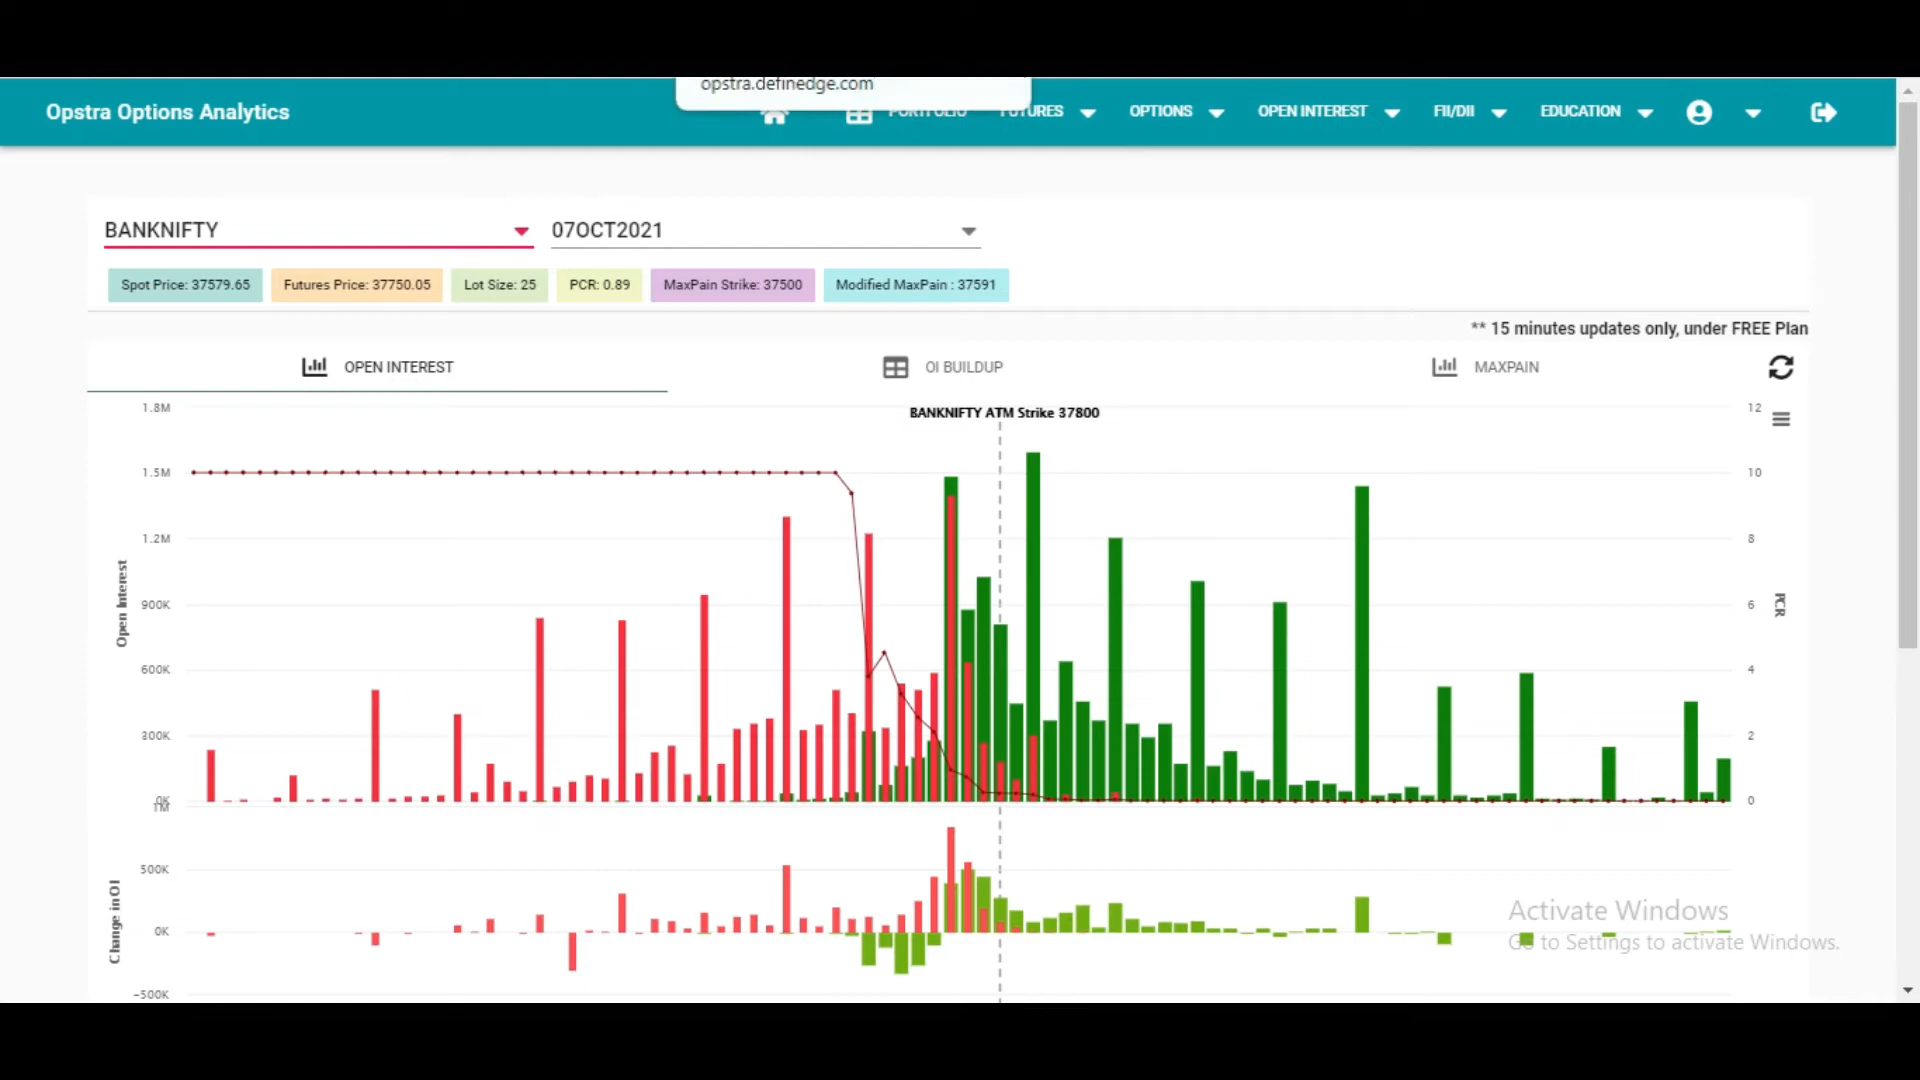 opstra.definedge.com
Opstra Options Analytics
PORTFOLIO
FUTURES
OPTIONS
OPEN INTEREST
FII/DII
EDUCATION
BANKNIFTY
07OCT2021
Spot Price: 37579.65
Futures Price: 37750.05
Lot Size: 25
PCR: 0.89
MaxPain Strike: 37500
Modified MaxPain : 37591
** 15 minutes updates only, under FREE Plan
OPEN INTEREST
OI BUILDUP
MAXPAIN
BANKNIFTY ATM Strike 37800
1.8M
1.5M
1.2M
900K
600K
300K
0K
Open Interest
12
10
8
6
4
2
0
PCR
1M
500K
0K
-500K
Change in OI
Activate Windows
Go to Settings to activate Windows.